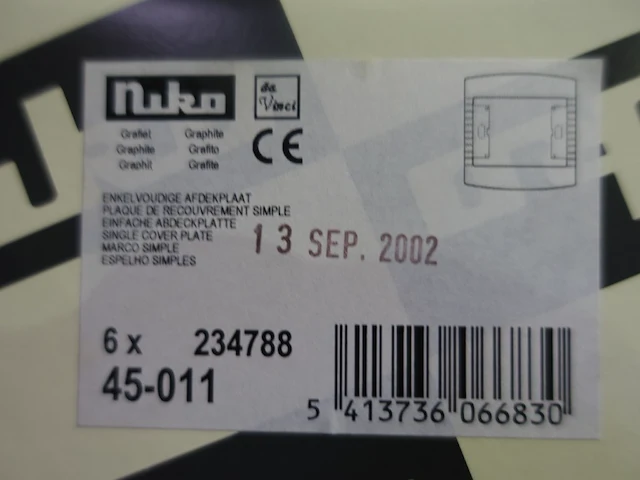 Niko
da Vinci
Grafiet Graphite
Graphite Grafito
Graphit Grafite
CE
ENKELVOUDIGE AFDEKPLAAT
PLAQUE DE RECOUVREMENT SIMPLE
EINFACHE ABDECKPLATTE
SINGLE COVER PLATE
MARCO SIMPLE
ESPELHO SIMPLES
13 SEP. 2002
6 x 234788
45-011
5 413736 066830